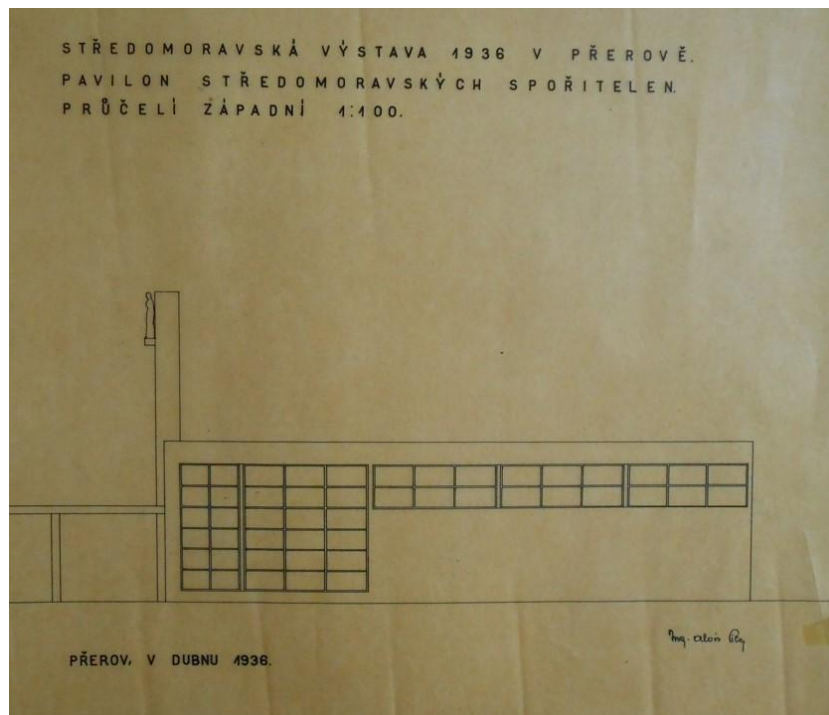 STŘEDOMORAVSKÁ VÝSTAVA 1936 V PŘEROVĚ.
PAVILON STŘEDOMORAVSKÝCH SPOŘITELEN.
PRŮČELÍ ZÁPADNÍ 1:100.
Ing. Alois
PŘEROV, V DUBNU 1936.